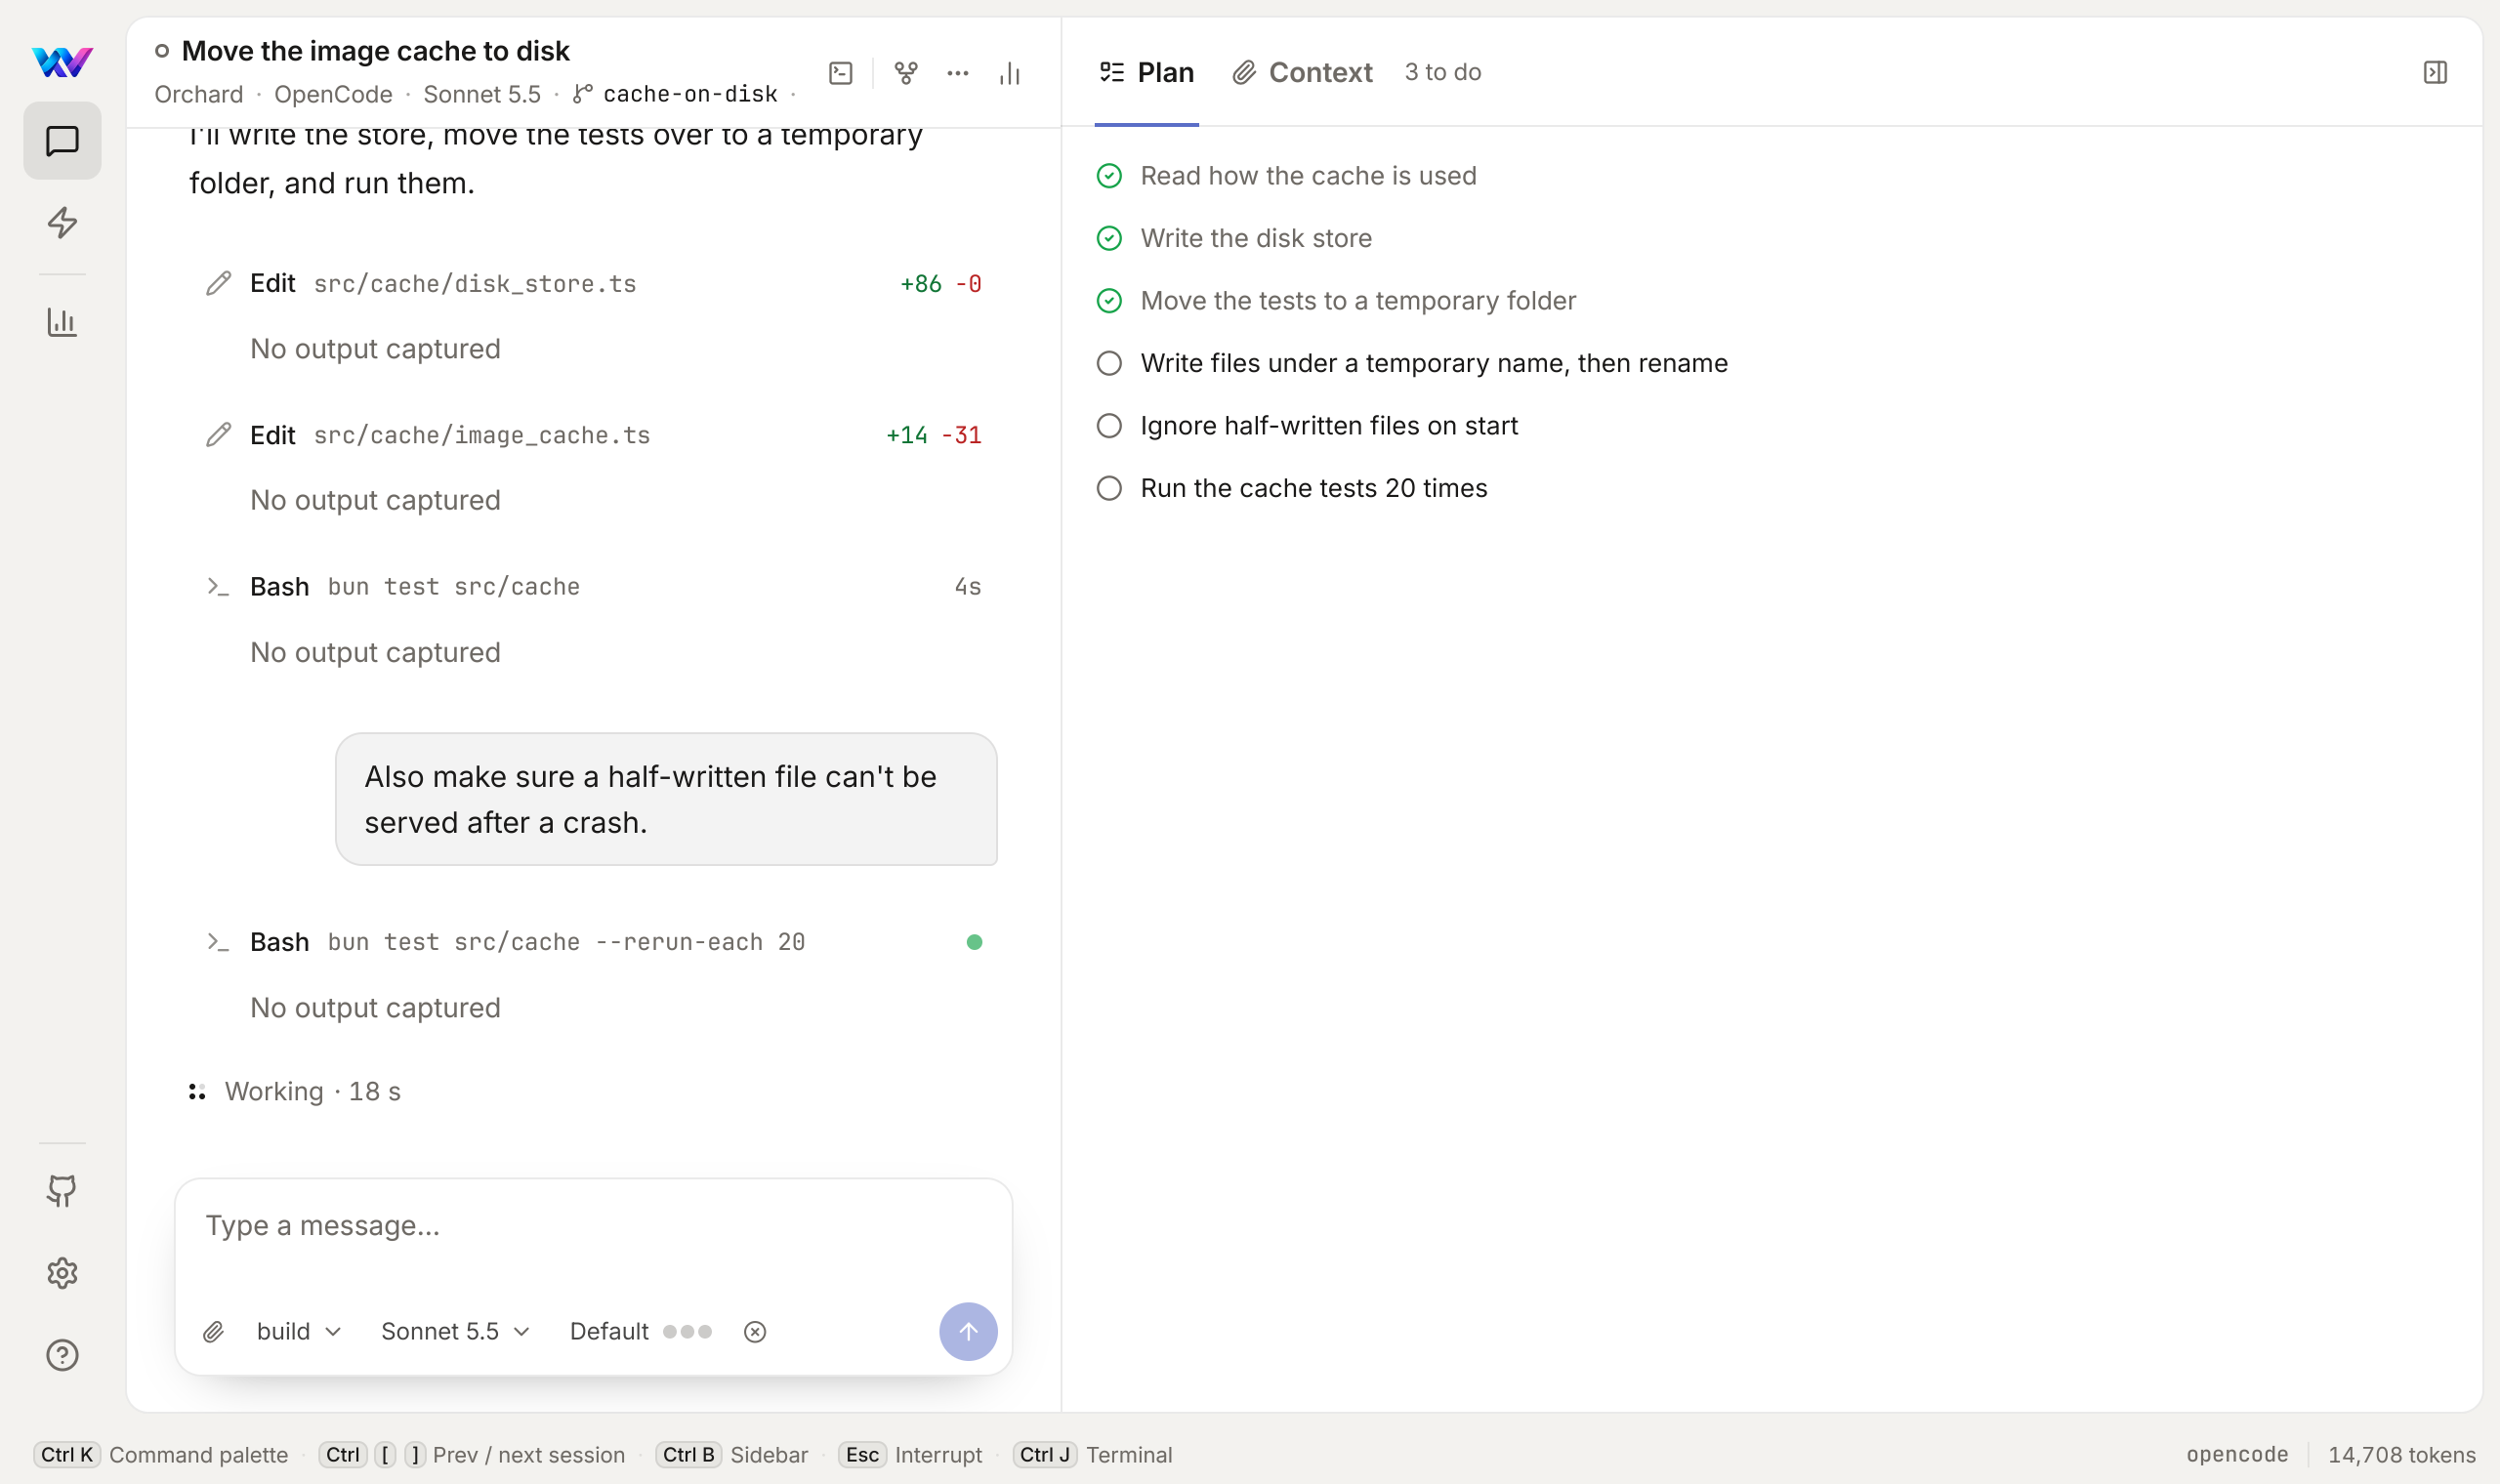 Move the image cache to disk
Orchard · OpenCode · Sonnet 5.5 · cache-on-disk ·
I'll write the store, move the tests over to a temporary
folder, and run them.
Edit src/cache/disk_store.ts +86 -0
No output captured
Edit src/cache/image_cache.ts +14 -31
No output captured
Bash bun test src/cache 4s
No output captured
Also make sure a half-written file can't be
served after a crash.
Bash bun test src/cache --rerun-each 20
No output captured
Working · 18 s
Type a message...
build Sonnet 5.5 Default
Plan Context 3 to do
Read how the cache is used
Write the disk store
Move the tests to a temporary folder
Write files under a temporary name, then rename
Ignore half-written files on start
Run the cache tests 20 times
Ctrl K Command palette · Ctrl [ ] Prev / next session · Ctrl B Sidebar · Esc Interrupt · Ctrl J Terminal
opencode 14,708 tokens